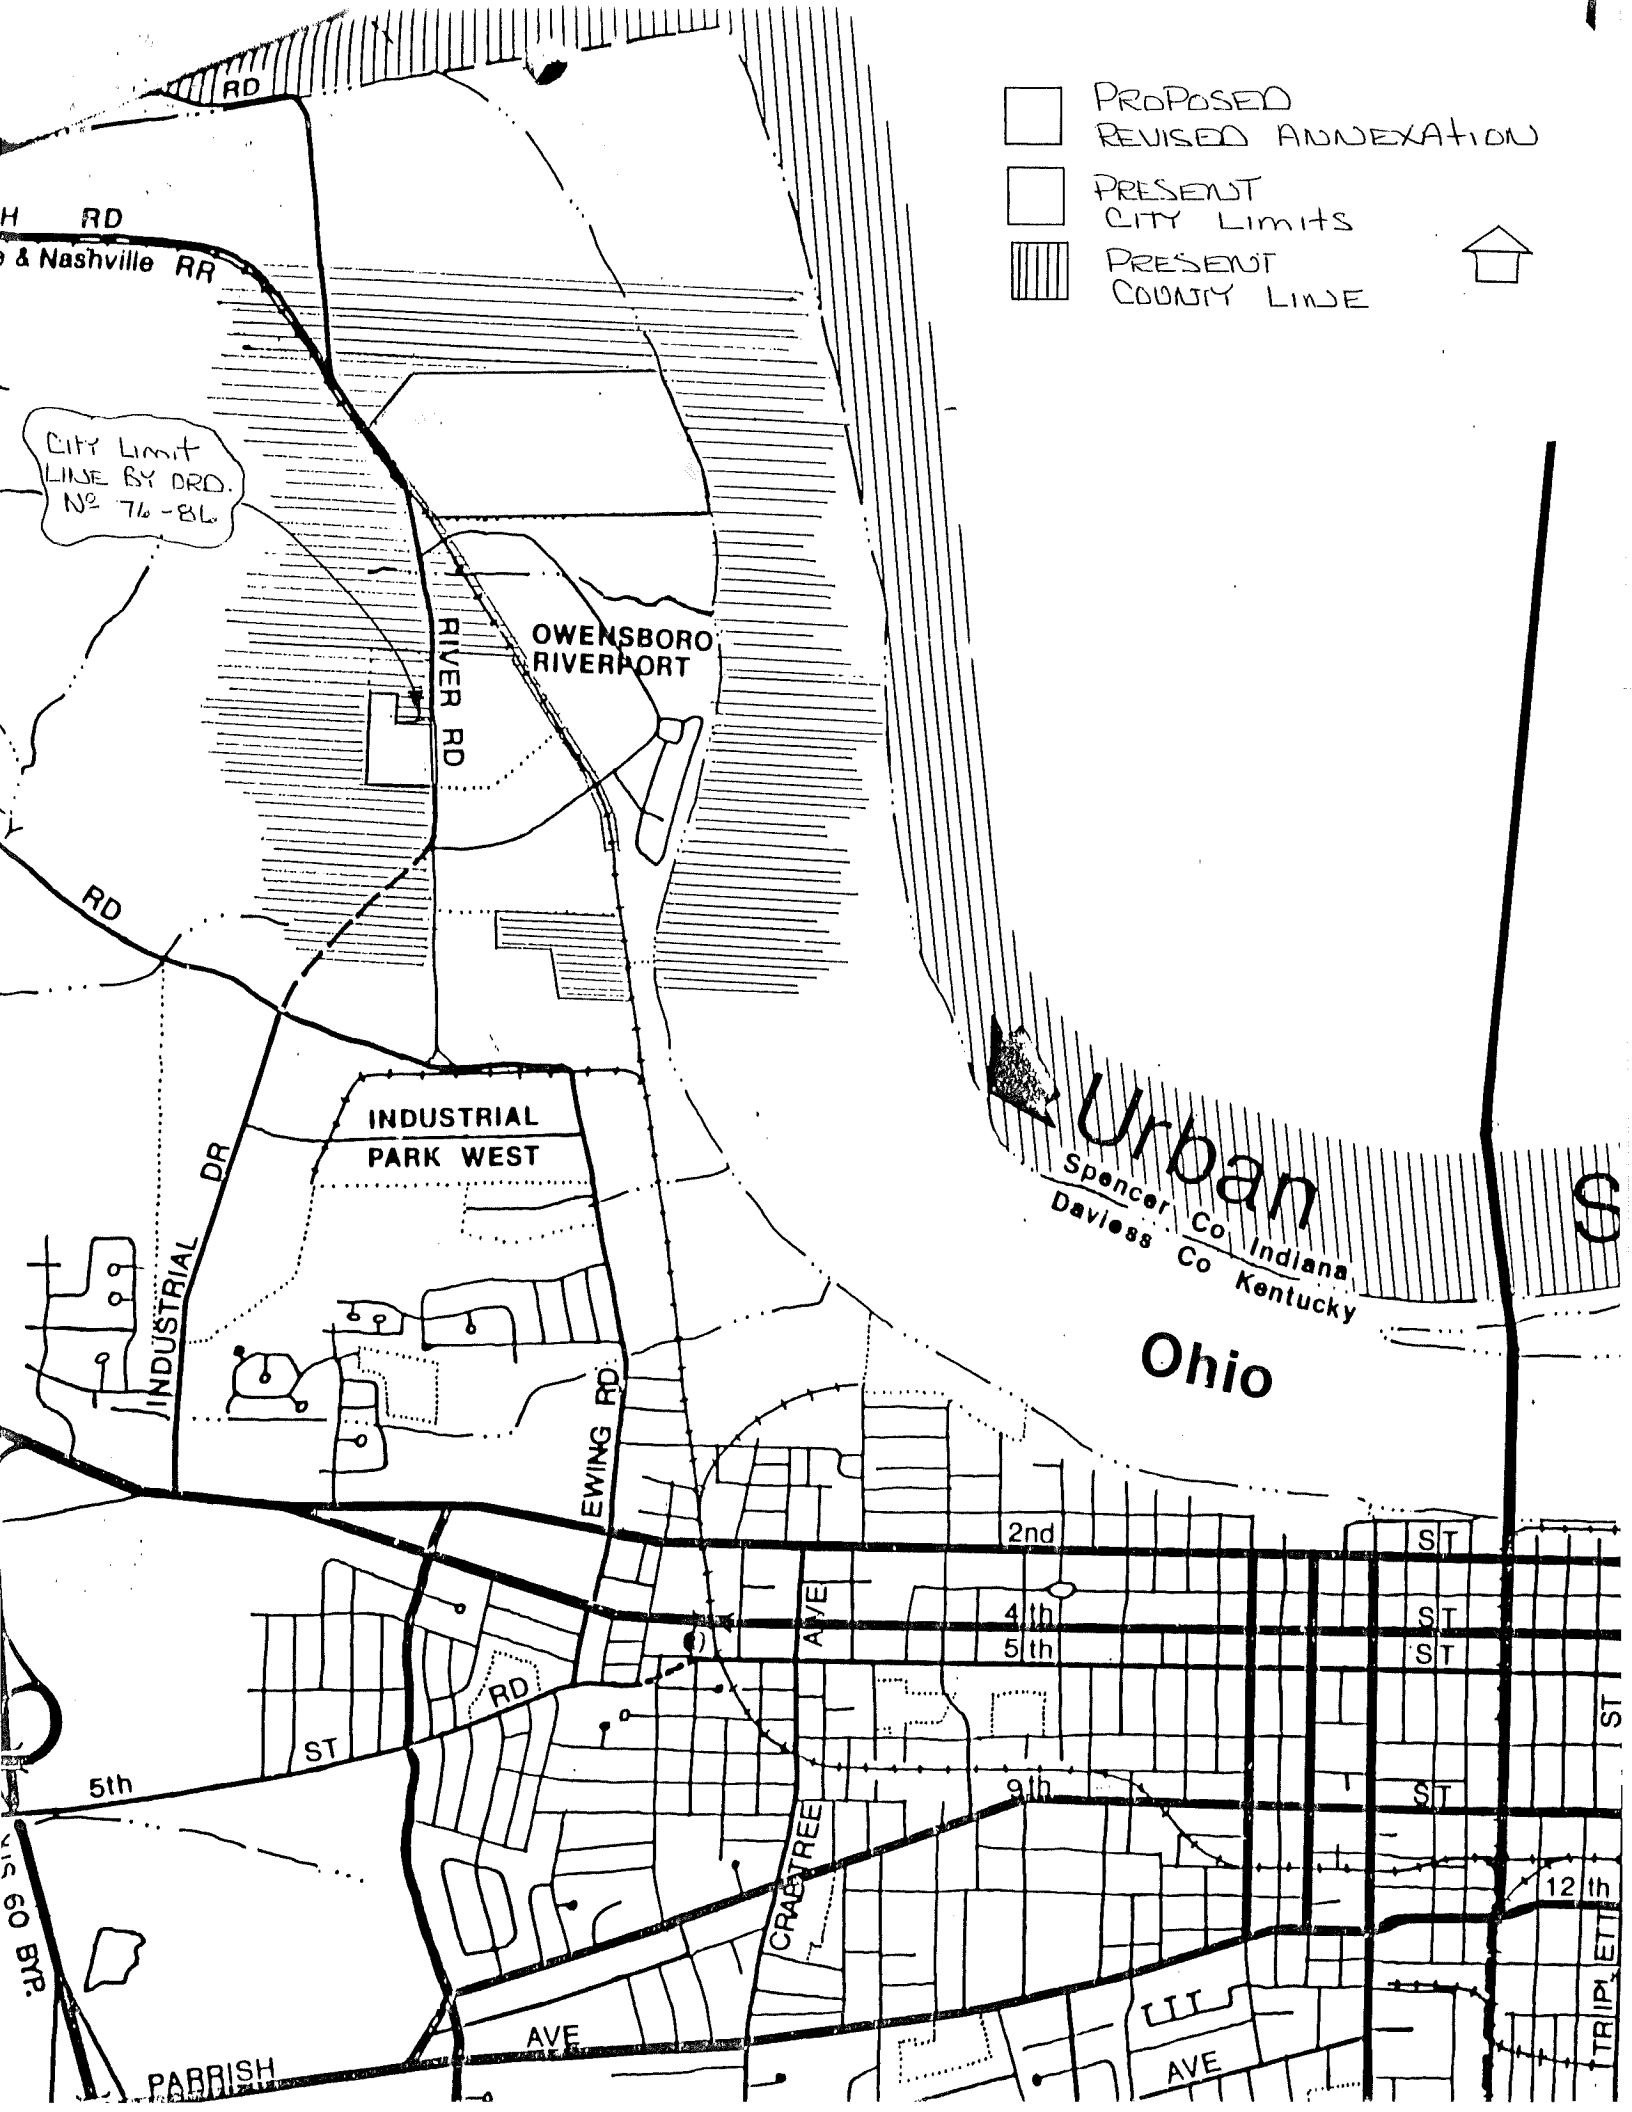 PROPOSED
REVISED ANNEXATION
PRESENT
CITY LIMITS
PRESENT
COUNTY LINE
RD
H RD
& Nashville RR
CITY LIMIT
LINE BY ORD.
Nº 76-86
OWENSBORO
RIVERPORT
RIVER RD
RD
INDUSTRIAL
PARK WEST
INDUSTRIAL DR
Urban
S
Spencer Co Indiana
Daviess Co Kentucky
Ohio
EWING RD
2nd ST
4th ST
5th ST
AVE
RD
ST
5th
ST
9th ST
CRABTREE
12th
60 BYP.
TRIPLETT
AVE
PARRISH
AVE